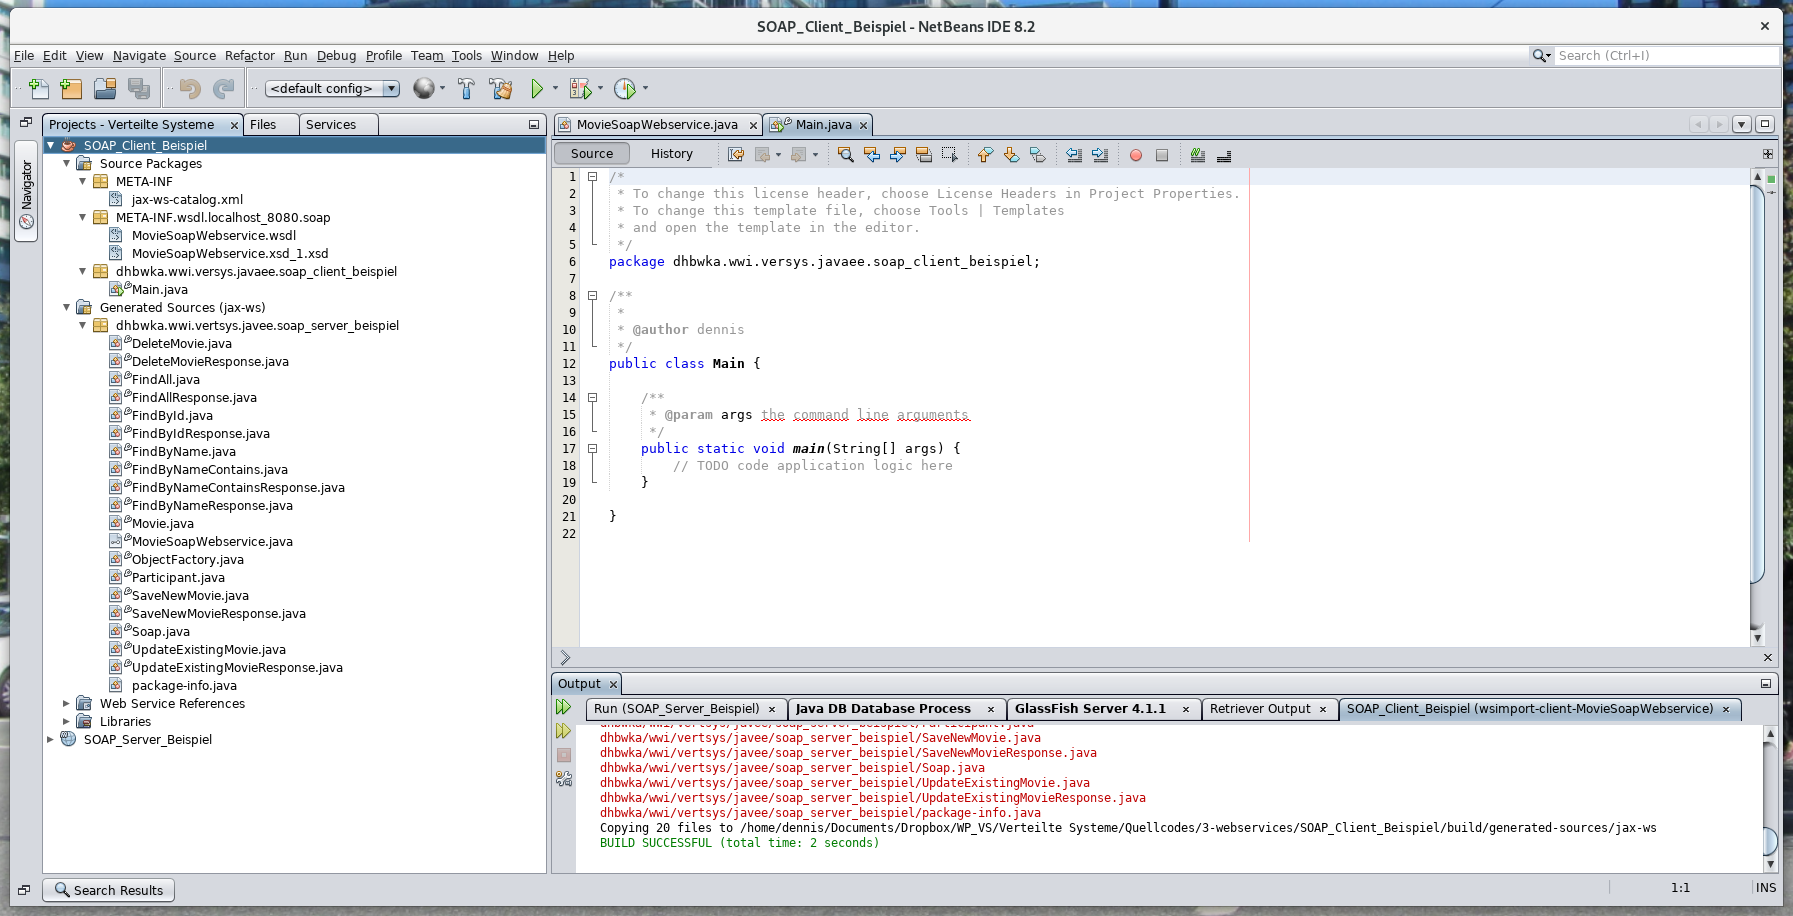 SOAP_Client_Beispiel - NetBeans IDE 8.2
File Edit View Navigate Source Refactor Run Debug Profile Team Tools Window Help
Search (Ctrl+I)
<default config>
Projects - Verteilte Systeme
Files
Services
Navigator
SOAP_Client_Beispiel
Source Packages
META-INF
jax-ws-catalog.xml
META-INF.wsdl.localhost_8080.soap
MovieSoapWebservice.wsdl
MovieSoapWebservice.xsd_1.xsd
dhbwka.wwi.versys.javaee.soap_client_beispiel
Main.java
Generated Sources (jax-ws)
dhbwka.wwi.vertsys.javee.soap_server_beispiel
DeleteMovie.java
DeleteMovieResponse.java
FindAll.java
FindAllResponse.java
FindById.java
FindByIdResponse.java
FindByName.java
FindByNameContains.java
FindByNameContainsResponse.java
FindByNameResponse.java
Movie.java
MovieSoapWebservice.java
ObjectFactory.java
Participant.java
SaveNewMovie.java
SaveNewMovieResponse.java
Soap.java
UpdateExistingMovie.java
UpdateExistingMovieResponse.java
package-info.java
Web Service References
Libraries
SOAP_Server_Beispiel
MovieSoapWebservice.java
Main.java
Source
History
1 /*
2 * To change this license header, choose License Headers in Project Properties.
3 * To change this template file, choose Tools | Templates
4 * and open the template in the editor.
5 */
6 package dhbwka.wwi.versys.javaee.soap_client_beispiel;
7
8 /**
9 *
10 * @author dennis
11 */
12 public class Main {
13
14 /**
15 * @param args the command line arguments
16 */
17 public static void main(String[] args) {
18 // TODO code application logic here
19 }
20
21 }
22
Output
Run (SOAP_Server_Beispiel)
Java DB Database Process
GlassFish Server 4.1.1
Retriever Output
SOAP_Client_Beispiel (wsimport-client-MovieSoapWebservice)
dhbwka/wwi/vertsys/javee/soap_server_beispiel/Participant.java
dhbwka/wwi/vertsys/javee/soap_server_beispiel/SaveNewMovie.java
dhbwka/wwi/vertsys/javee/soap_server_beispiel/SaveNewMovieResponse.java
dhbwka/wwi/vertsys/javee/soap_server_beispiel/Soap.java
dhbwka/wwi/vertsys/javee/soap_server_beispiel/UpdateExistingMovie.java
dhbwka/wwi/vertsys/javee/soap_server_beispiel/UpdateExistingMovieResponse.java
dhbwka/wwi/vertsys/javee/soap_server_beispiel/package-info.java
Copying 20 files to /home/dennis/Documents/Dropbox/WP_VS/Verteilte Systeme/Quellcodes/3-webservices/SOAP_Client_Beispiel/build/generated-sources/jax-ws
BUILD SUCCESSFUL (total time: 2 seconds)
Search Results
1:1
INS